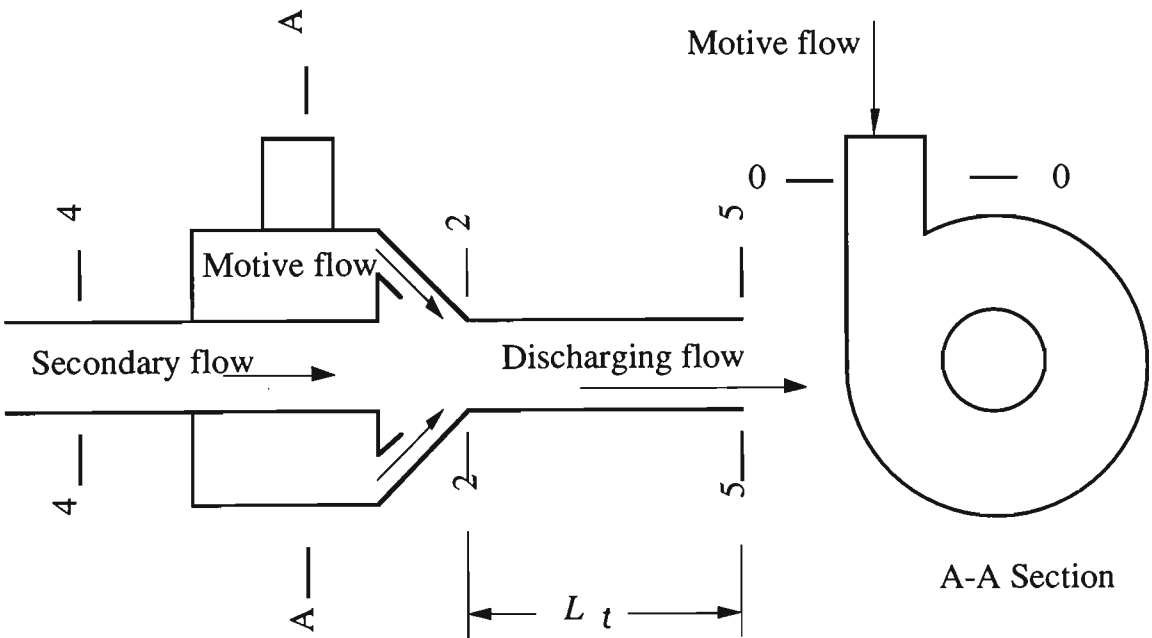 A
Motive flow
0
0
4
2
5
Motive flow
Secondary flow
Discharging flow
4
2
5
A-A Section
A
L t